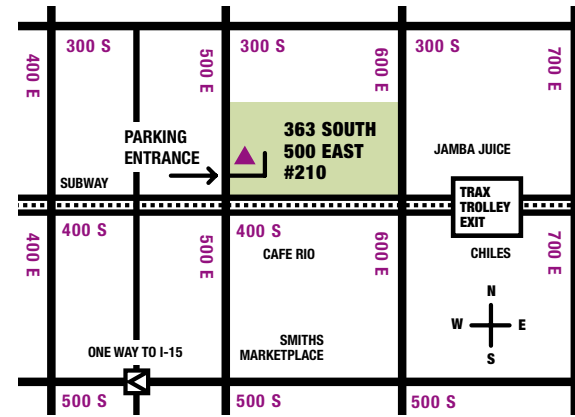 300 S
300 S
300 S
400 E
500 E
600 E
700 E
PARKING
ENTRANCE
363 SOUTH
500 EAST
#210
JAMBA JUICE
SUBWAY
TRAX
TROLLEY
EXIT
400 S
400 S
400 E
500 E
600 E
700 E
CAFE RIO
CHILES
N
W
E
S
ONE WAY TO I-15
SMITHS
MARKETPLACE
500 S
500 S
500 S